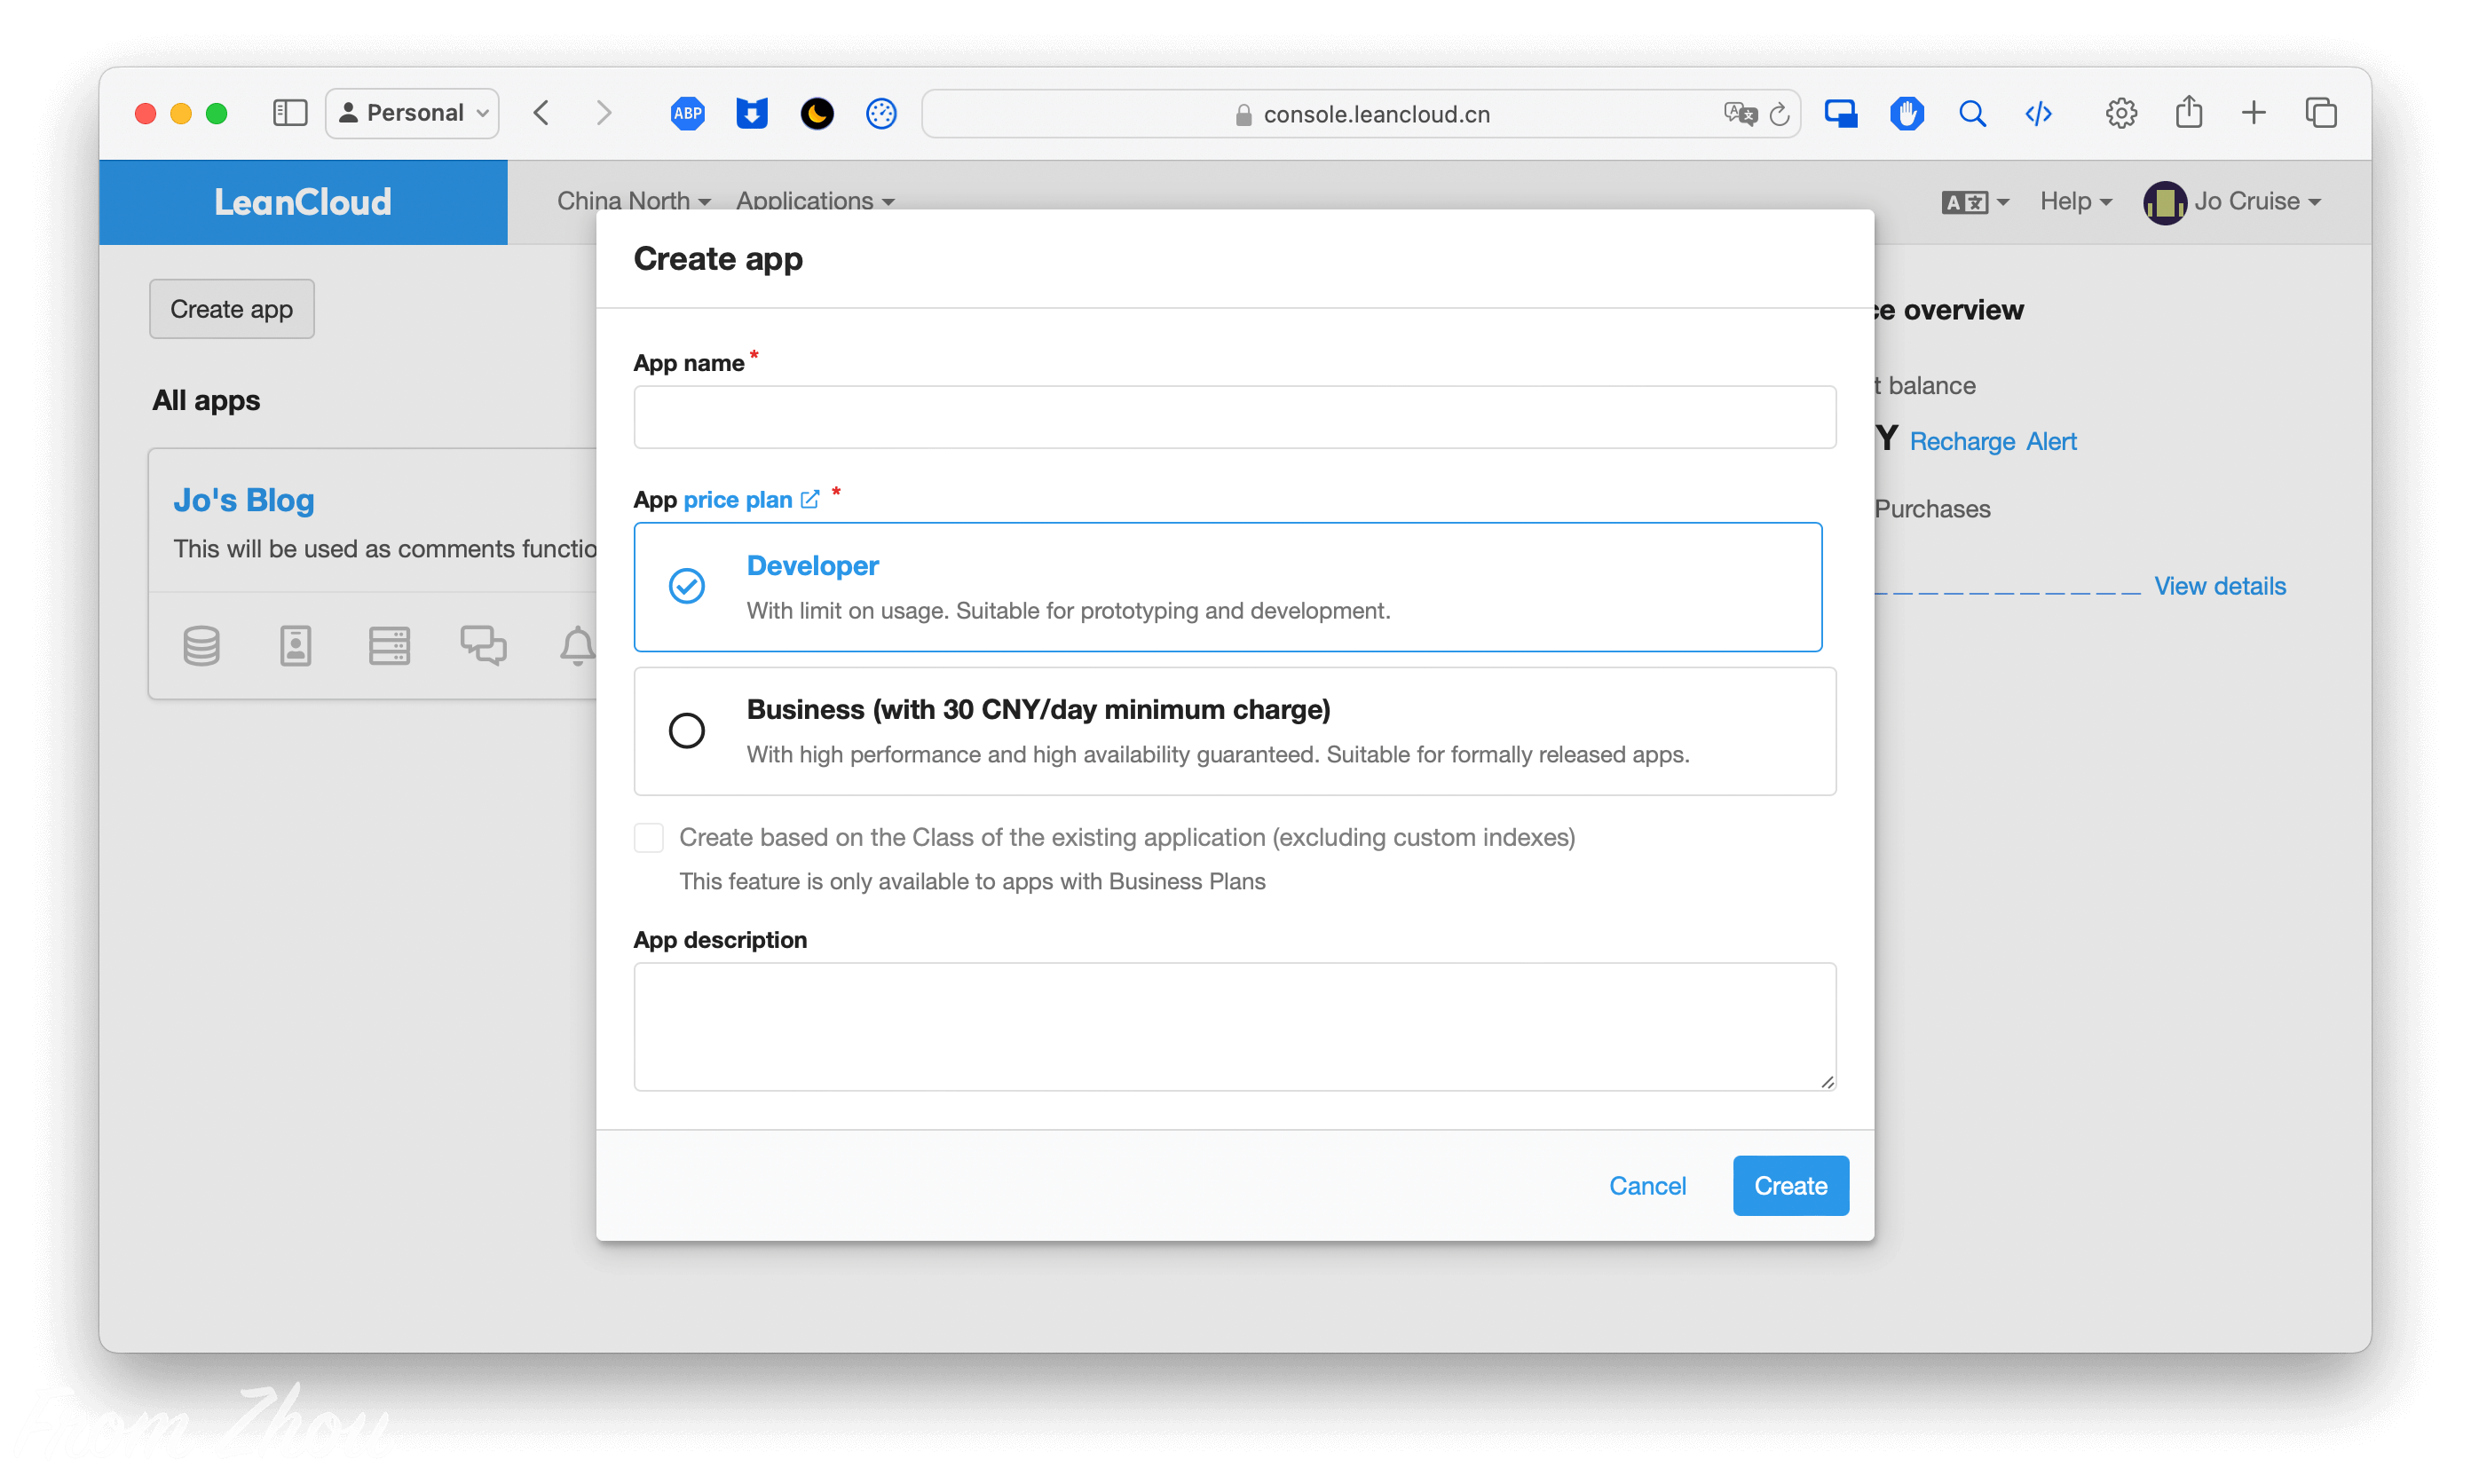 Personal
ABP
console.leancloud.cn
LeanCloud
China North
Applications
Help
Jo Cruise
Create app
Create app
overview
App name *
All apps
balance
Y Recharge Alert
App price plan *
Jo's Blog
Purchases
This will be used as comments
Developer
With limit on usage. Suitable for prototyping and development.
View details
Business (with 30 CNY/day minimum charge)
With high performance and high availability guaranteed. Suitable for formally released apps.
Create based on the Class of the existing application (excluding custom indexes)
This feature is only available to apps with Business Plans
App description
Cancel
Create
From Zhou